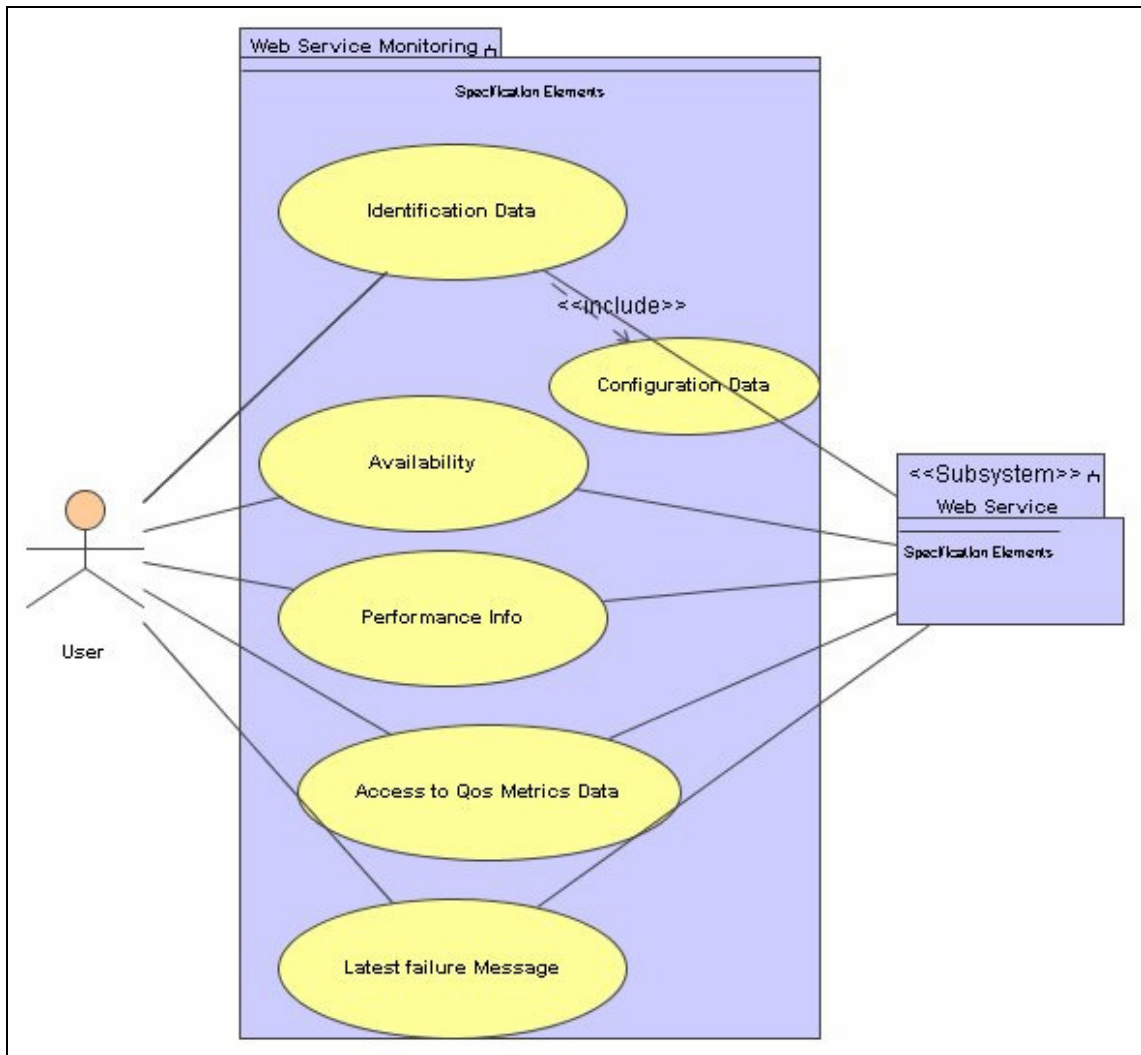 Web Service Monitoring
Specification Elements
Identification Data
<<include>>
Configuration Data
Availability
<<Subsystem>>
Web Service
Specification Elements
Performance Info
User
Access to Qos Metrics Data
Latest failure Message